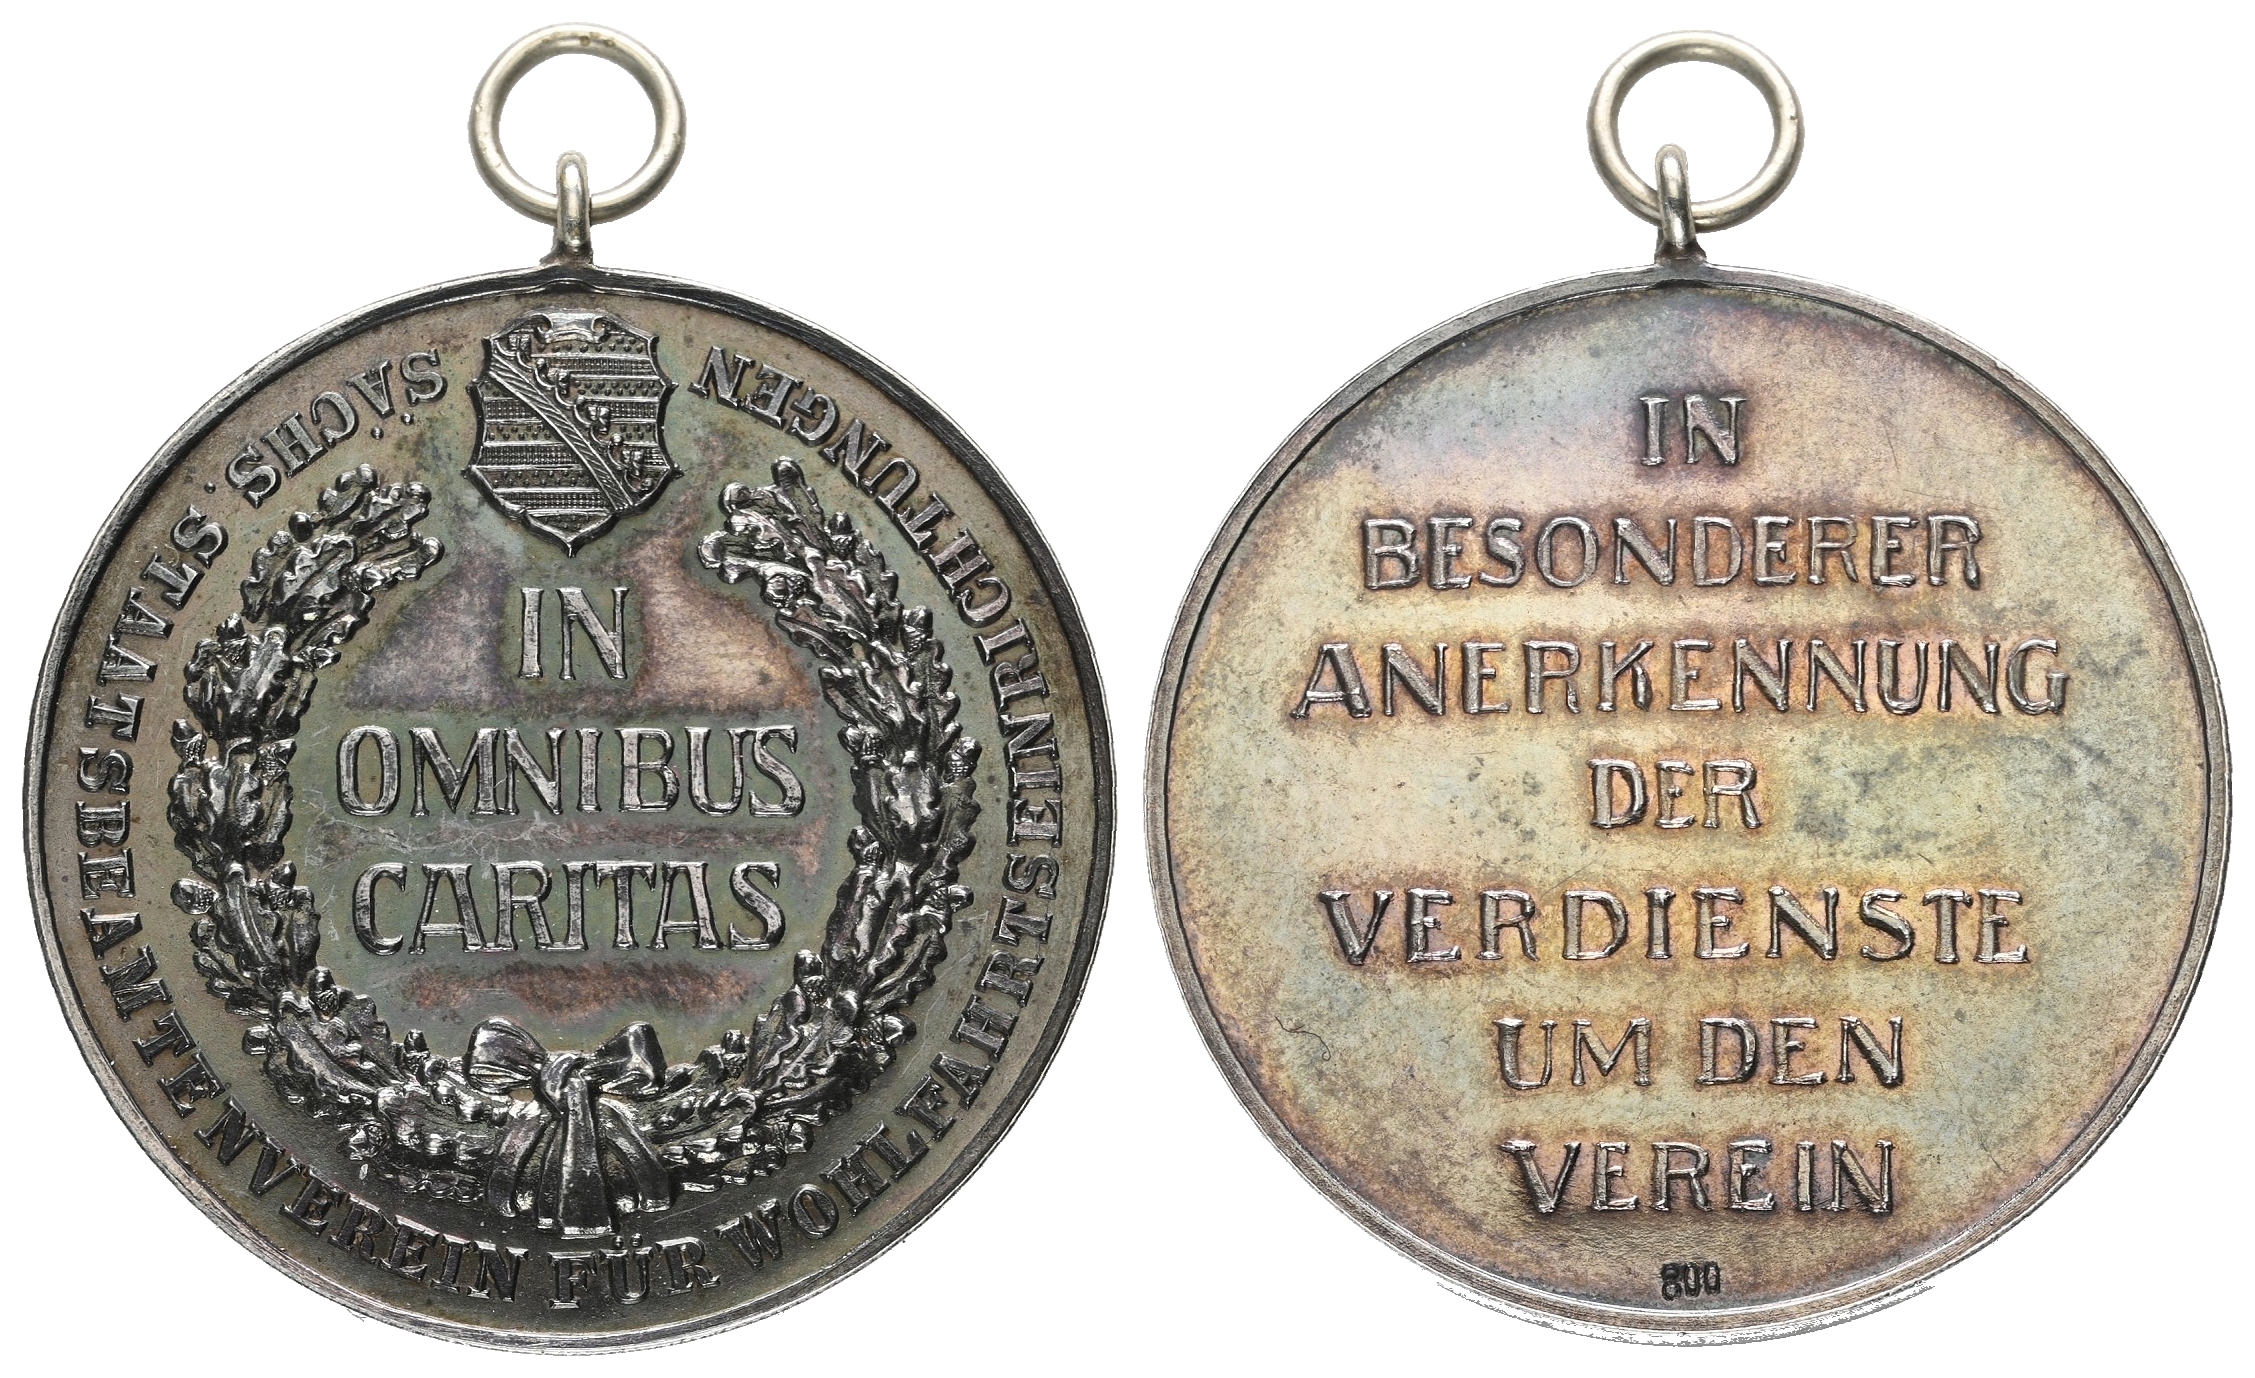 SÄCHS. STAATSBEAMTENVEREIN FÜR WOHLFAHRTSEINRICHTUNGEN
IN
OMNIBUS
CARITAS
IN
BESONDERER
ANERKENNUNG
DER
VERDIENSTE
UM DEN
VEREIN
800